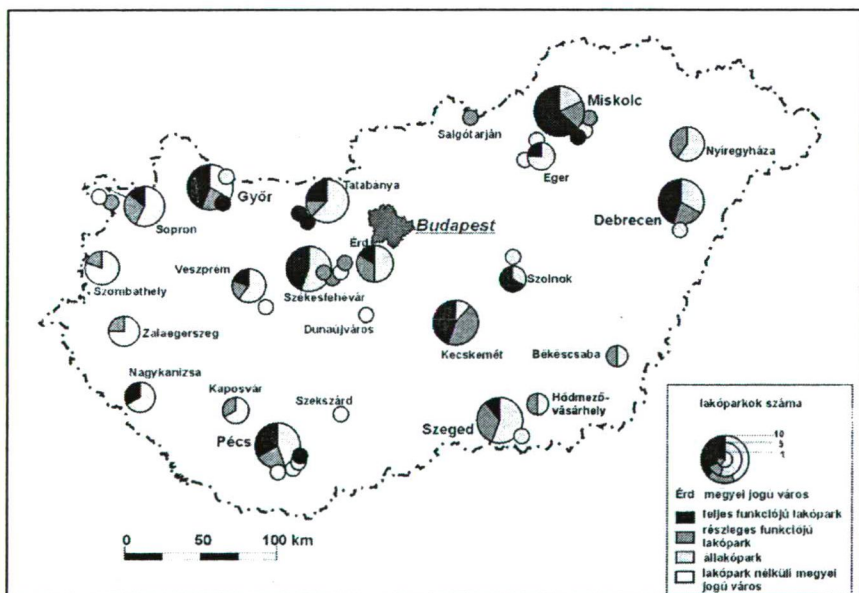 Miskolc
Salgótarján
Nyíregyháza
Eger
Győr
Tatabánya
Sopron
Debrecen
Budapest
Érd
Veszprém
Szolnok
Szombathely
Székesfehérvár
Dunaújváros
Zalaegerszeg
Kecskemét
Békéscsaba
Nagykanizsa
Kaposvár
Szekszárd
Hódmező-
vásárhely
Szeged
Pécs
lakóparkok száma
10
5
1
Érd megyei jogú város
teljes funkciójú lakópark
részleges funkciójú
lakópark
állakópark
lakópark nélküli megyei
jogú város
0 50 100 km